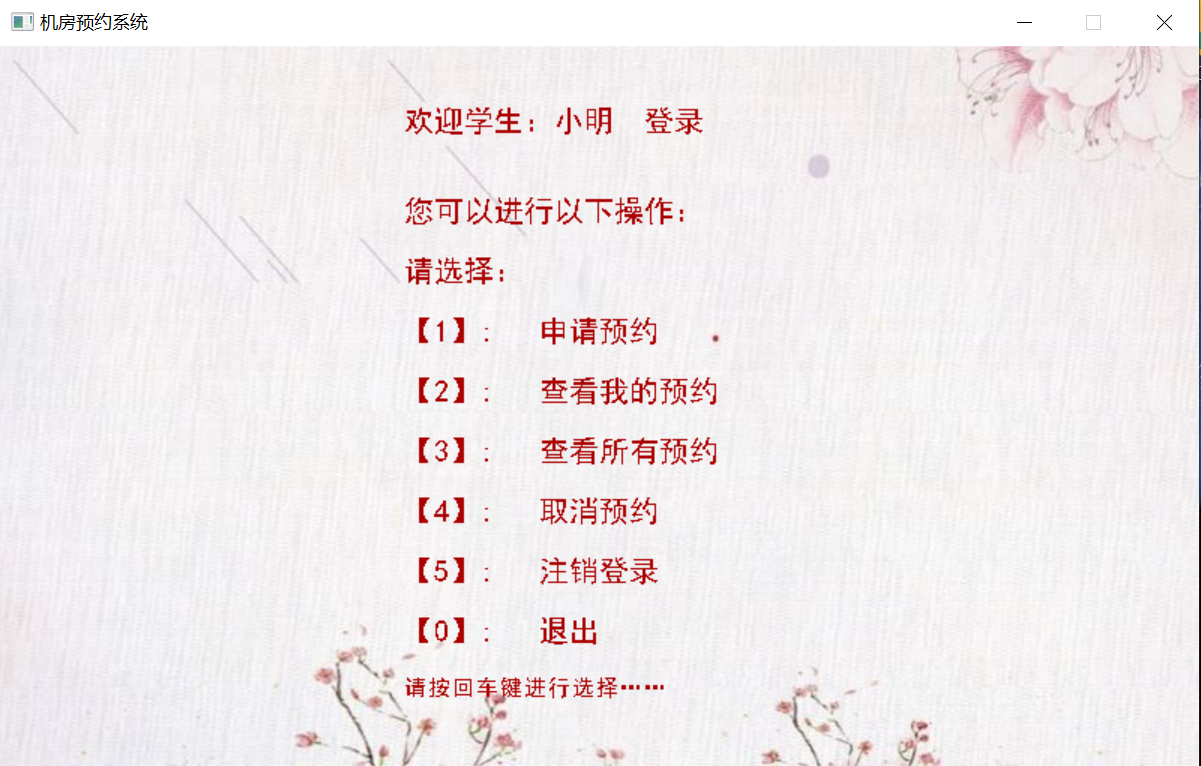 机房预约系统
欢迎学生：小明 登录
您可以进行以下操作：
请选择：
【1】： 申请预约
【2】： 查看我的预约
【3】： 查看所有预约
【4】： 取消预约
【5】： 注销登录
【0】： 退出
请按回车键进行选择……